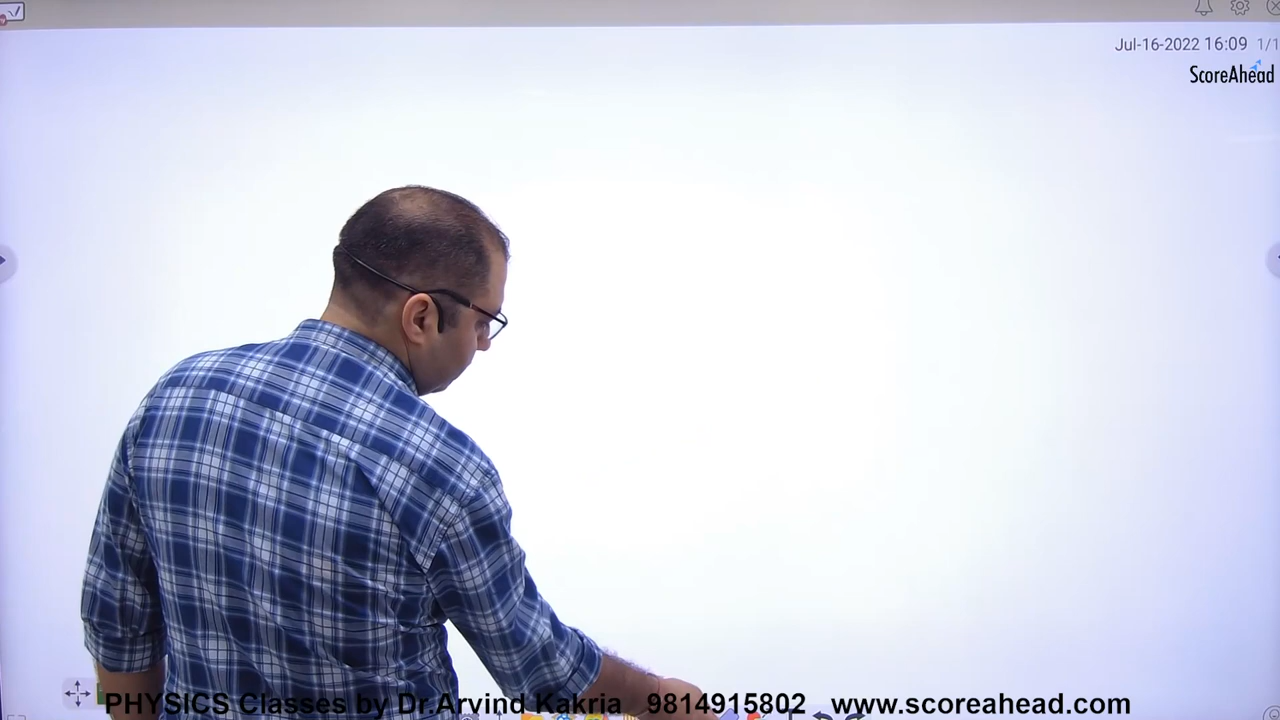 Jul-16-2022 16:09 1/1
ScoreAhead
PHYSICS Classes by Dr.Arvind Kakria 9814915802 www.scoreahead.com